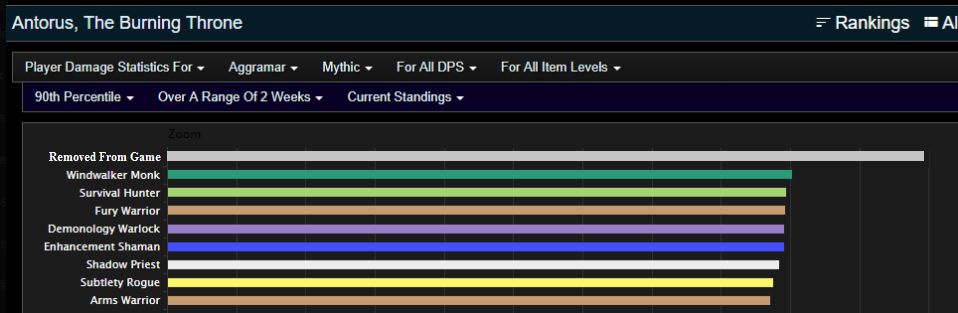 Antorus, The Burning Throne
Rankings
Al
Player Damage Statistics For
Aggramar
Mythic
For All DPS
For All Item Levels
90th Percentile
Over A Range Of 2 Weeks
Current Standings
Zoom
Removed From Game
Windwalker Monk
Survival Hunter
Fury Warrior
Demonology Warlock
Enhancement Shaman
Shadow Priest
Subtlety Rogue
Arms Warrior